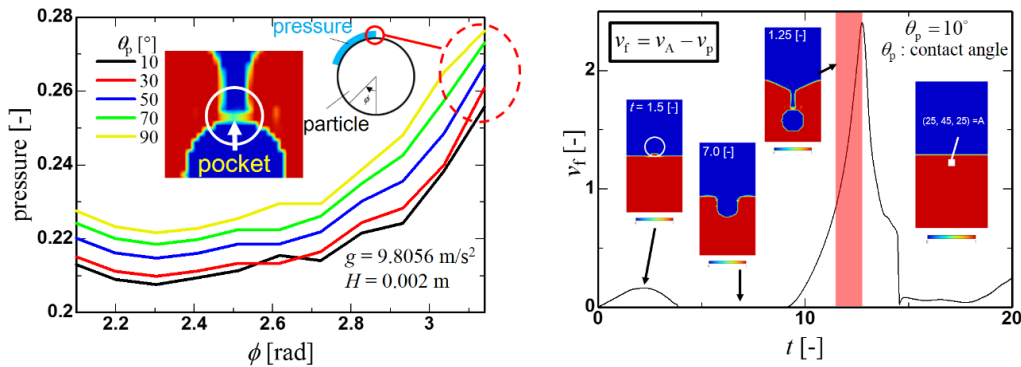 0.28
0.26
0.24
0.22
0.2
pressure [-]
θp [°]
10
30
50
70
90
pocket
pressure
particle
ϕ
g = 9.8056 m/s²
H = 0.002 m
2.2
2.4
2.6
2.8
3
ϕ [rad]
2
1
0
vf [-]
vf = vA − vp
t = 1.5 [-]
7.0 [-]
1.25 [-]
θp = 10°
θp : contact angle
(25, 45, 25) =A
0
10
20
t [-]